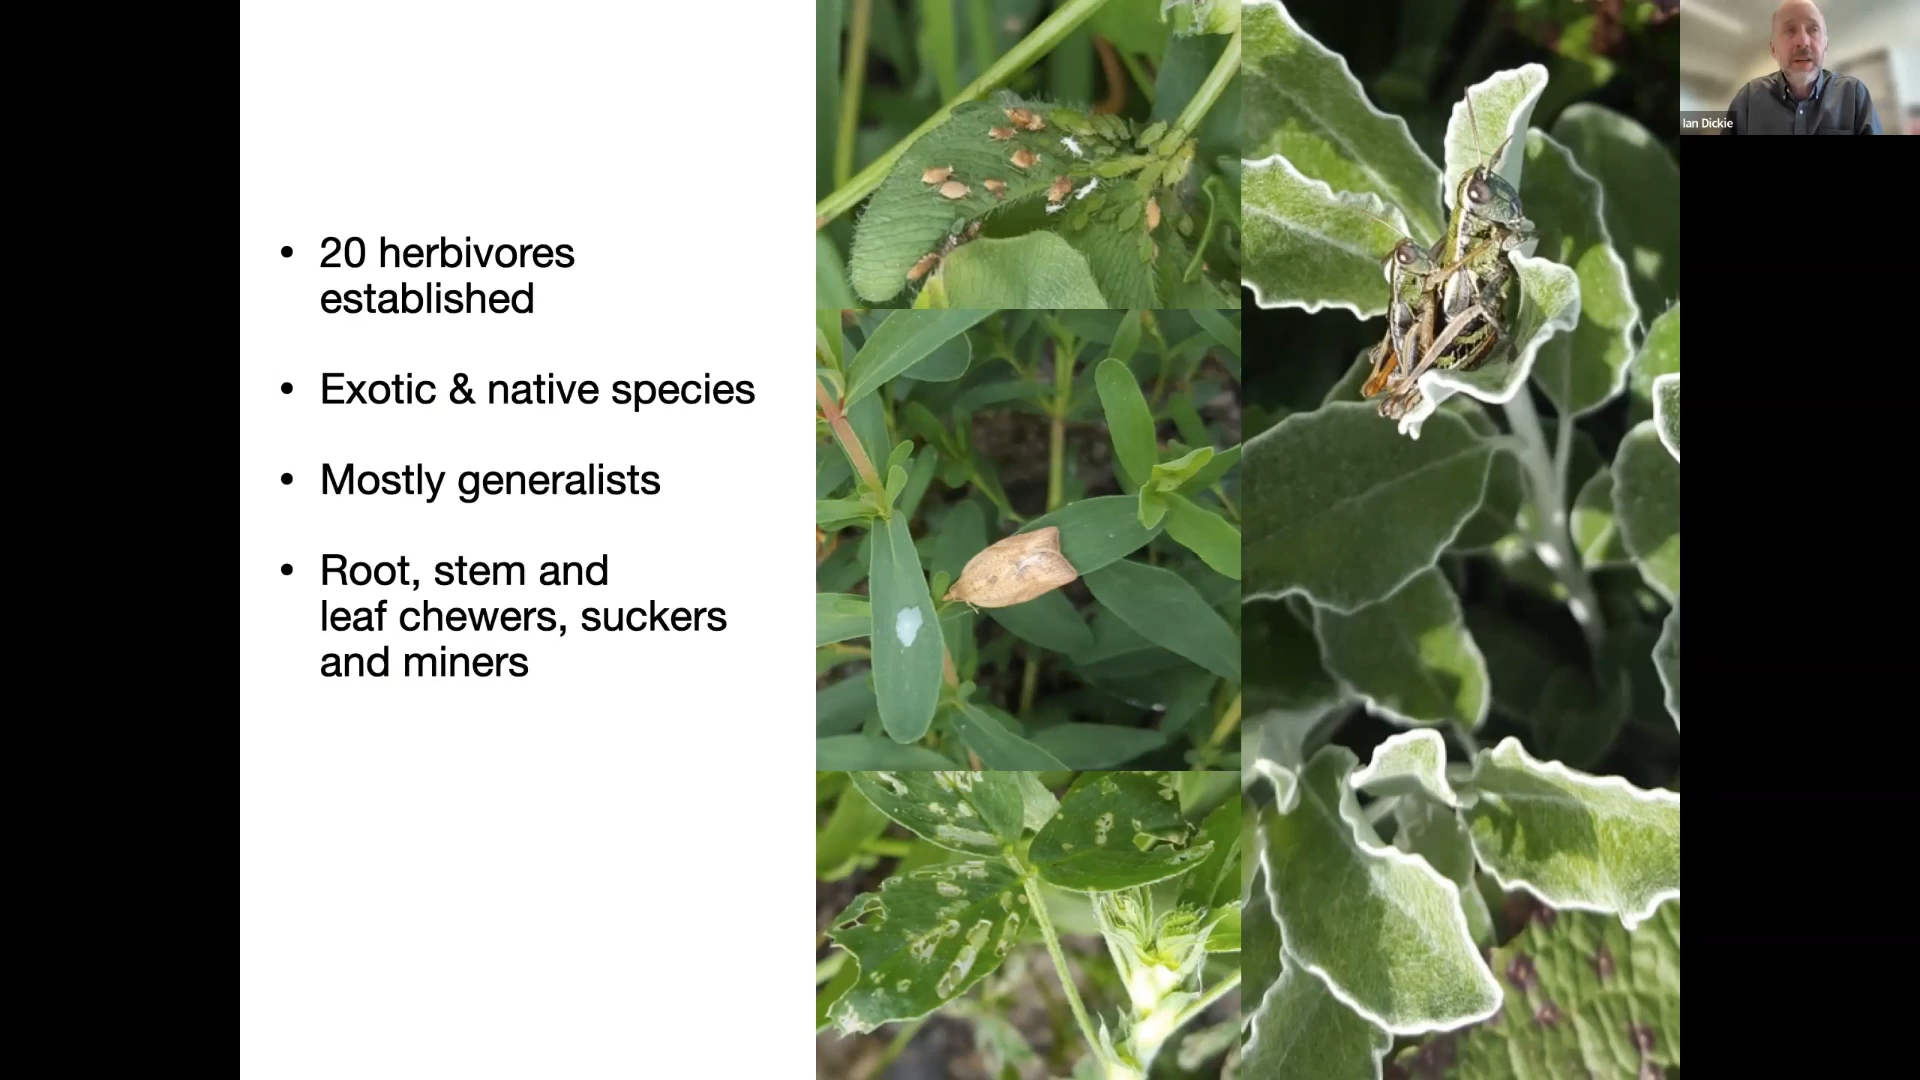 • 20 herbivores
established
• Exotic & native species
• Mostly generalists
• Root, stem and
leaf chewers, suckers
and miners
Ian Dickie